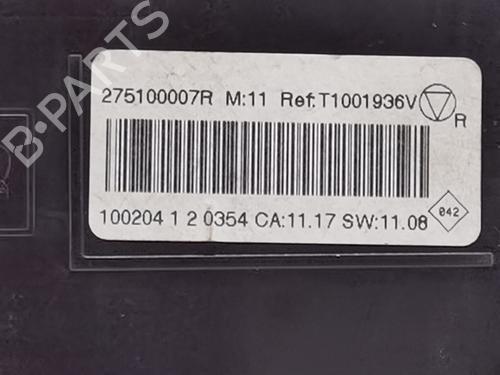 B-PARTS
275100007R M:11 Ref:T1001936V
R
100204 1 2 0354 CA:11.17 SW:11.08
042